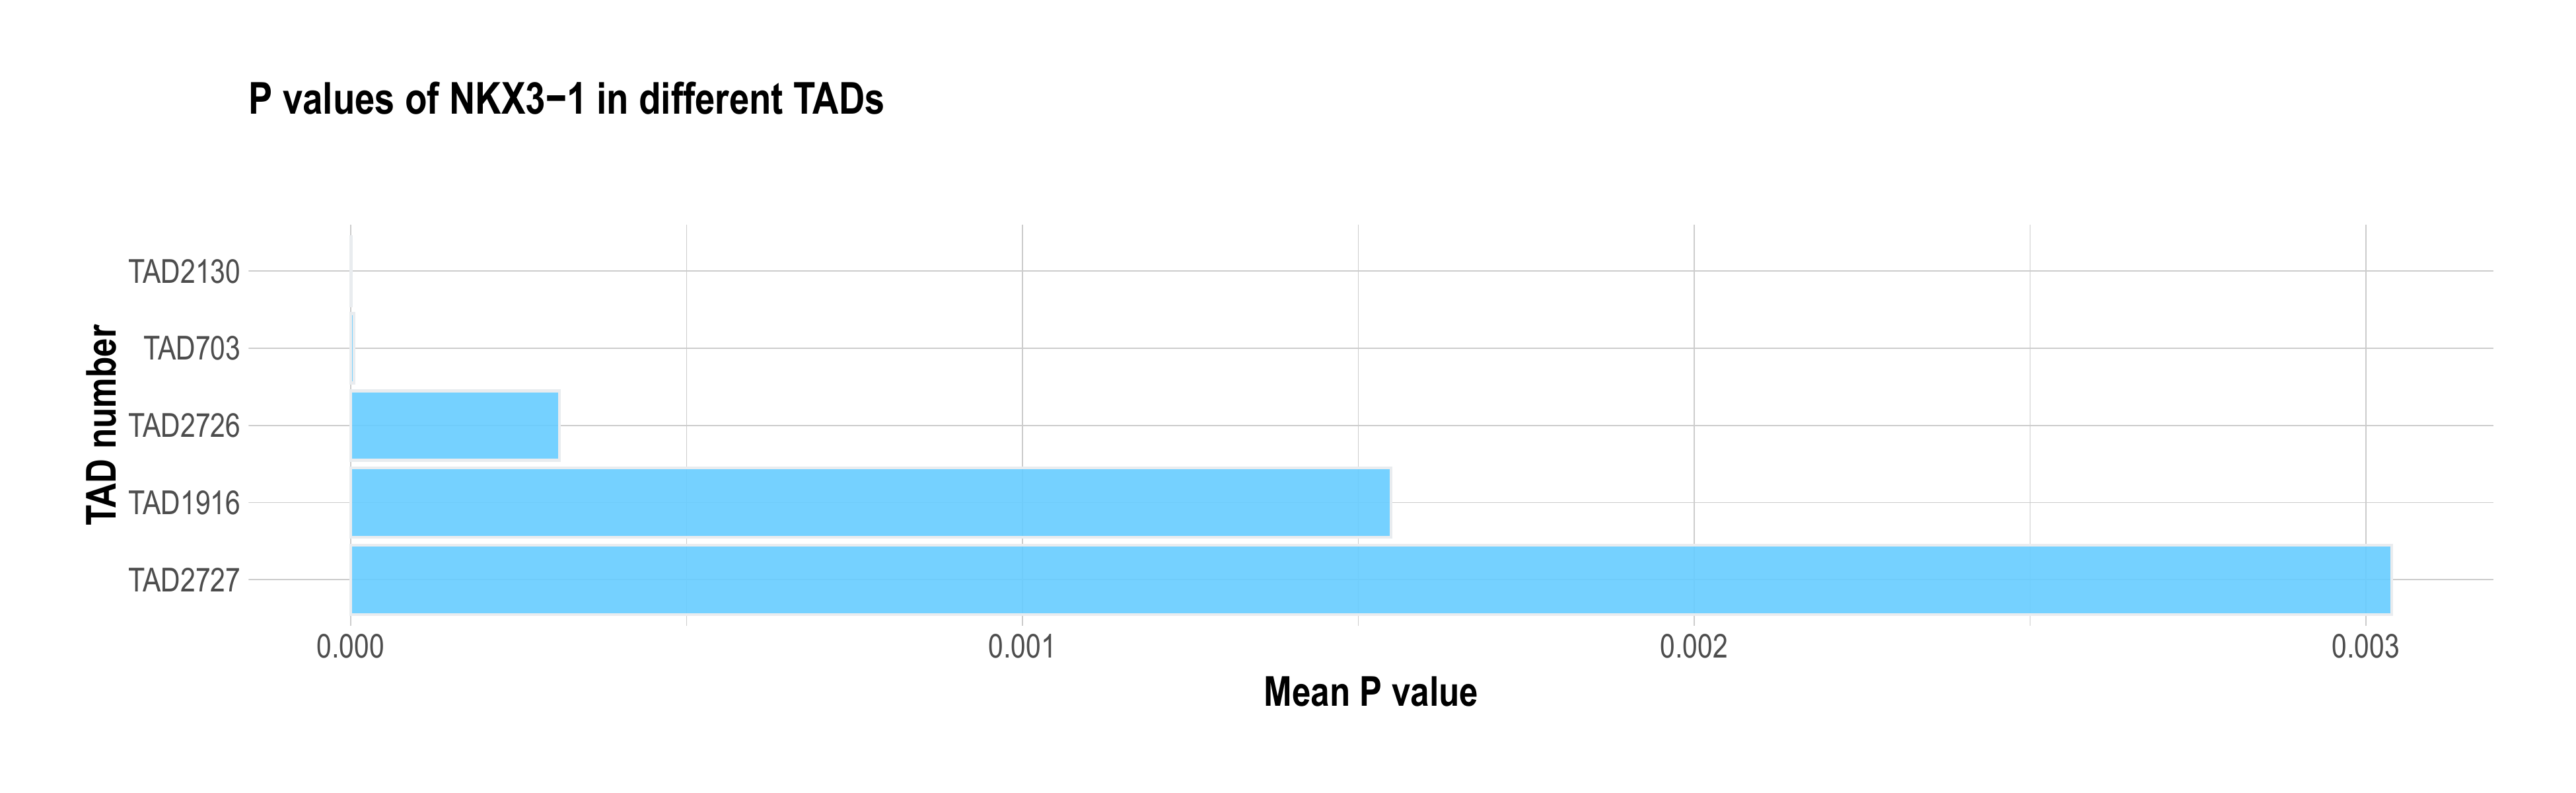 P values of NKX3−1 in different TADs
TAD number
TAD2130
TAD703
TAD2726
TAD1916
TAD2727
0.000 0.001 0.002 0.003
Mean P value